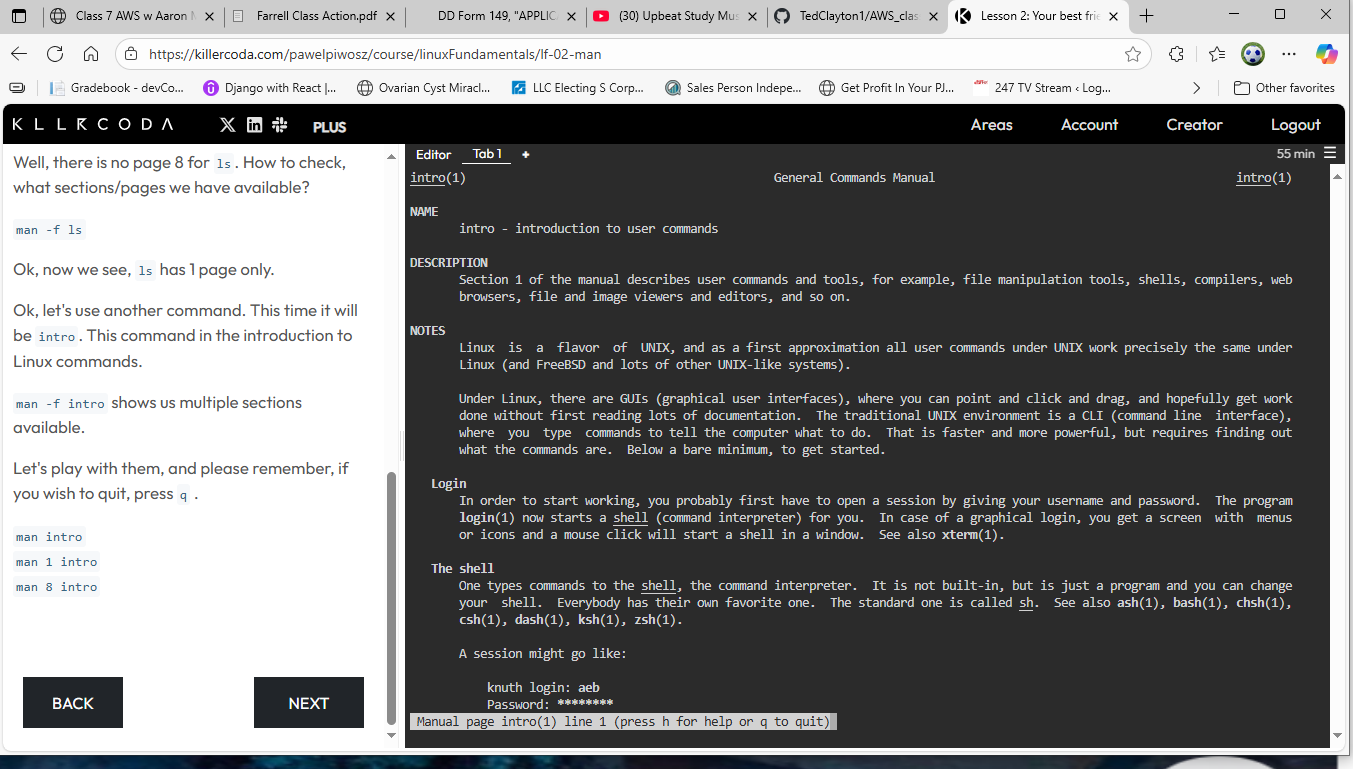 Class 7 AWS w Aaron M
Farrell Class Action.pdf
DD Form 149, "APPLIC
(30) Upbeat Study Mus
TedClayton1/AWS_clas
Lesson 2: Your best frie
https://killercoda.com/pawelpiwosz/course/linuxFundamentals/lf-02-man
Gradebook - devCo...
Django with React |...
Ovarian Cyst Miracl...
LLC Electing S Corp...
Sales Person Indepe...
Get Profit In Your PJ...
247 TV Stream ‹ Log...
Other favorites
KLLRCODA
PLUS
Areas
Account
Creator
Logout
Well, there is no page 8 for ls. How to check,
what sections/pages we have available?
man -f ls
Ok, now we see, ls has 1 page only.
Ok, let's use another command. This time it will
be intro. This command in the introduction to
Linux commands.
man -f intro shows us multiple sections
available.
Let's play with them, and please remember, if
you wish to quit, press q .
man intro
man 1 intro
man 8 intro
BACK
NEXT
Editor Tab 1 +
55 min
intro(1) General Commands Manual intro(1)
NAME
intro - introduction to user commands
DESCRIPTION
Section 1 of the manual describes user commands and tools, for example, file manipulation tools, shells, compilers, web
browsers, file and image viewers and editors, and so on.
NOTES
Linux is a flavor of UNIX, and as a first approximation all user commands under UNIX work precisely the same under
Linux (and FreeBSD and lots of other UNIX-like systems).
Under Linux, there are GUIs (graphical user interfaces), where you can point and click and drag, and hopefully get work
done without first reading lots of documentation. The traditional UNIX environment is a CLI (command line interface),
where you type commands to tell the computer what to do. That is faster and more powerful, but requires finding out
what the commands are. Below a bare minimum, to get started.
Login
In order to start working, you probably first have to open a session by giving your username and password. The program
login(1) now starts a shell (command interpreter) for you. In case of a graphical login, you get a screen with menus
or icons and a mouse click will start a shell in a window. See also xterm(1).
The shell
One types commands to the shell, the command interpreter. It is not built-in, but is just a program and you can change
your shell. Everybody has their own favorite one. The standard one is called sh. See also ash(1), bash(1), chsh(1),
csh(1), dash(1), ksh(1), zsh(1).
A session might go like:
knuth login: aeb
Password: ********
Manual page intro(1) line 1 (press h for help or q to quit)